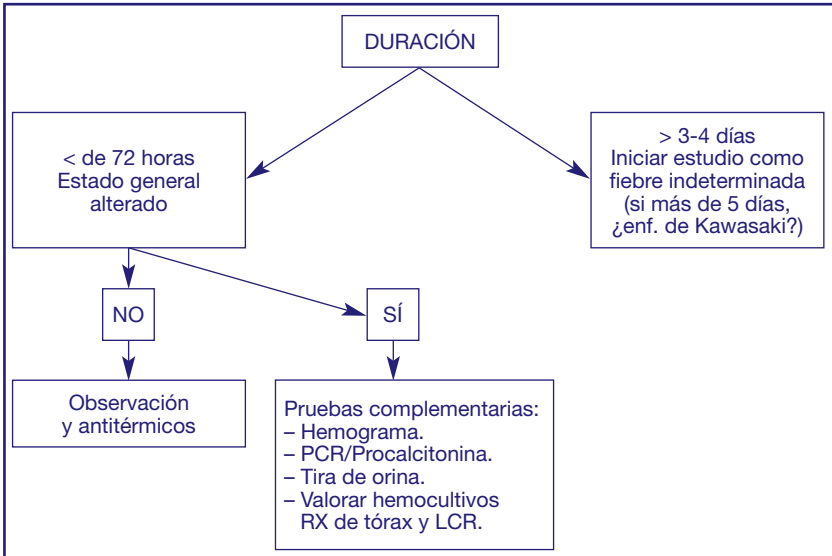 DURACIÓN
< de 72 horas
Estado general
alterado
> 3-4 días
Iniciar estudio como
fiebre indeterminada
(si más de 5 días,
¿enf. de Kawasaki?)
NO
SÍ
Observación
y antitérmicos
Pruebas complementarias:
– Hemograma.
– PCR/Procalcitonina.
– Tira de orina.
– Valorar hemocultivos
RX de tórax y LCR.